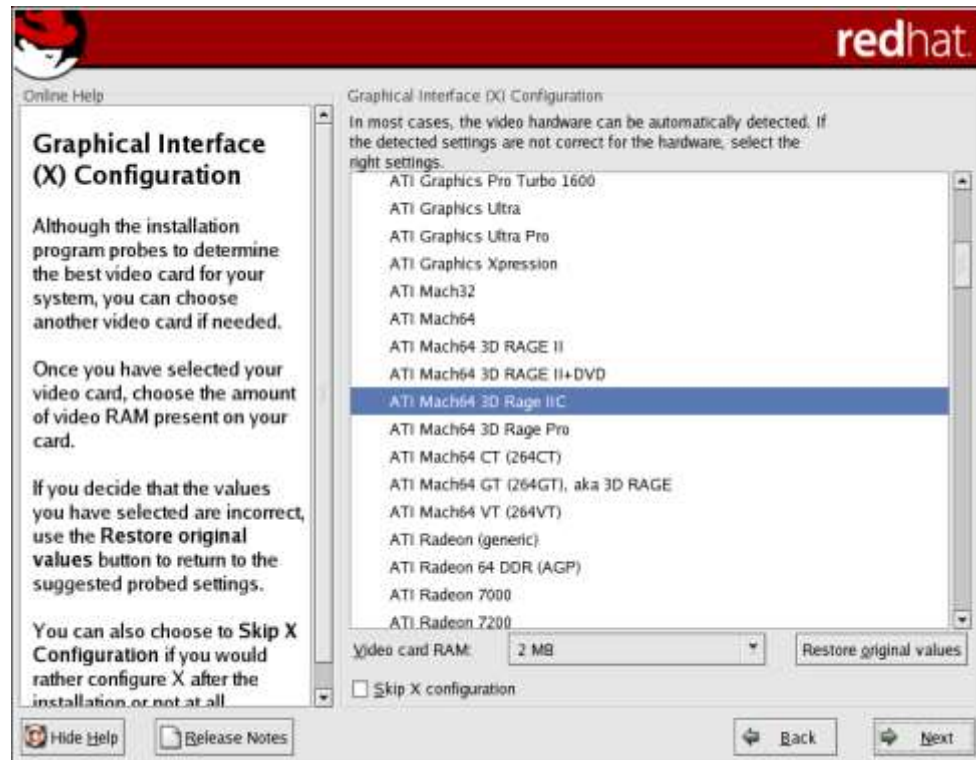 redhat.
Online Help
Graphical Interface
(X) Configuration
Although the installation
program probes to determine
the best video card for your
system, you can choose
another video card if needed.
Once you have selected your
video card, choose the amount
of video RAM present on your
card.
If you decide that the values
you have selected are incorrect,
use the Restore original
values button to return to the
suggested probed settings.
You can also choose to Skip X
Configuration if you would
rather configure X after the
installation or not at all
Graphical Interface (X) Configuration
In most cases, the video hardware can be automatically detected. If
the detected settings are not correct for the hardware, select the
right settings.
ATI Graphics Pro Turbo 1600
ATI Graphics Ultra
ATI Graphics Ultra Pro
ATI Graphics Xpression
ATI Mach32
ATI Mach64
ATI Mach64 3D RAGE II
ATI Mach64 3D RAGE II+DVD
ATI Mach64 3D Rage IIC
ATI Mach64 3D Rage Pro
ATI Mach64 CT (264CT)
ATI Mach64 GT (264GT), aka 3D RAGE
ATI Mach64 VT (264VT)
ATI Radeon (generic)
ATI Radeon 64 DDR (AGP)
ATI Radeon 7000
ATI Radeon 7200
Video card RAM: 2 MB Restore original values
Skip X configuration
Hide Help Release Notes Back Next